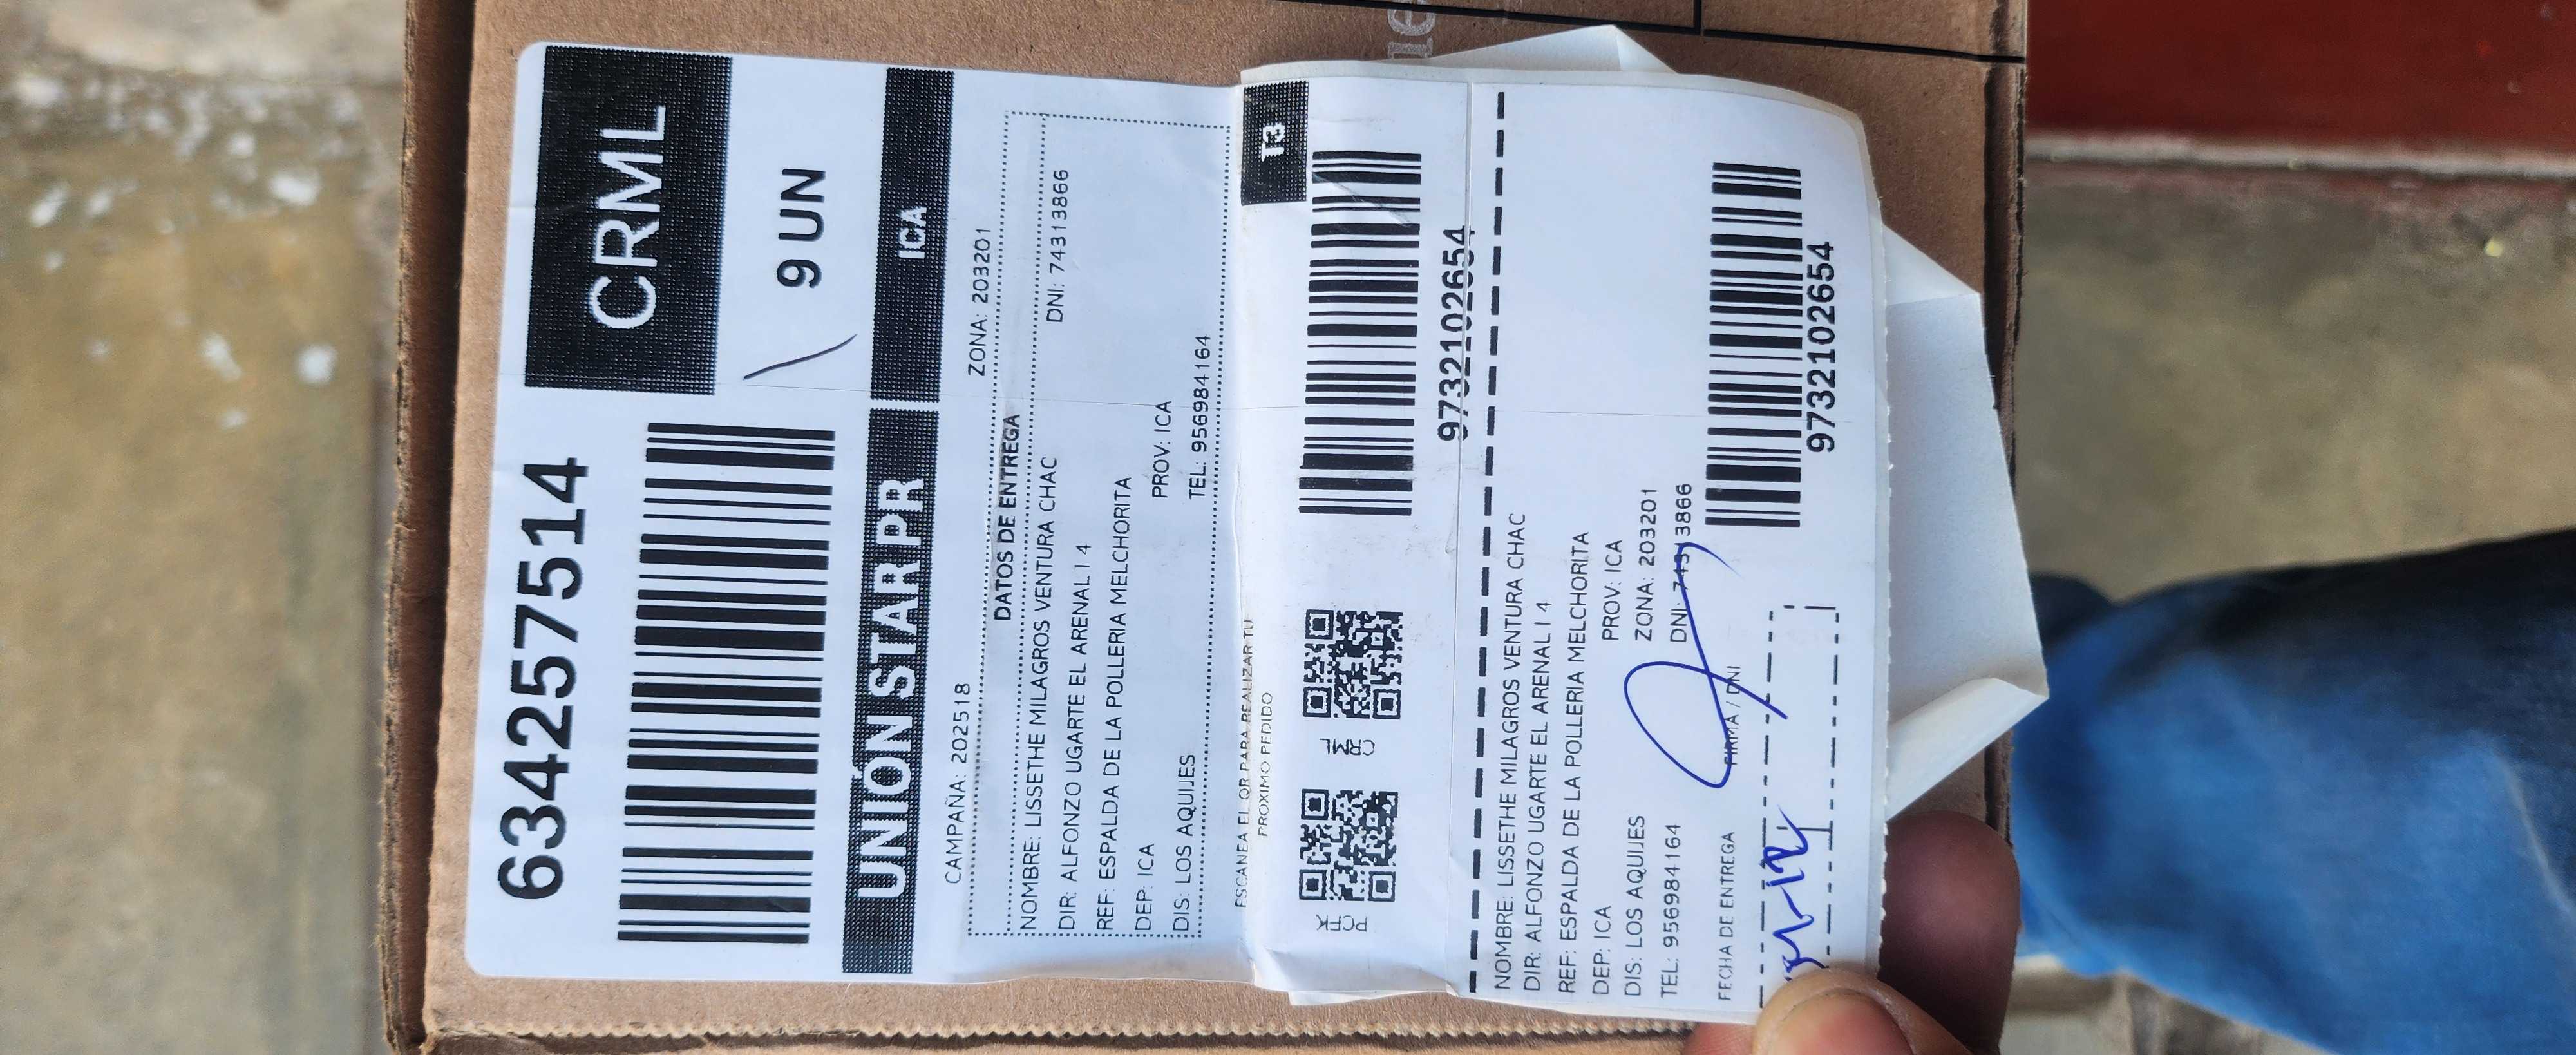 634257514
CRML
9 UN
UNIÓN STARPR
ICA
CAMPAÑA: 202518
ZONA: 203201
DATOS DE ENTREGA
NOMBRE: LISSETHE MILAGROS VENTURA CHAC
DNI: 74313866
DIR: ALFONZO UGARTE EL ARENAL I 4
REF: ESPALDA DE LA POLLERIA MELCHORITA
DEP: ICA
PROV: ICA
DIS: LOS AQUIJES
TEL: 956984164
ESCANEA EL QR PARA REALIZAR TU
PROXIMO PEDIDO
T3
PCFK
CRML
9732102654
NOMBRE: LISSETHE MILAGROS VENTURA CHAC
DIR: ALFONZO UGARTE EL ARENAL I 4
REF: ESPALDA DE LA POLLERIA MELCHORITA
DEP: ICA
PROV: ICA
DIS: LOS AQUIJES
ZONA: 203201
TEL: 956984164
DNI: 74313866
FECHA DE ENTREGA
FIRMA / DNI
9732102654